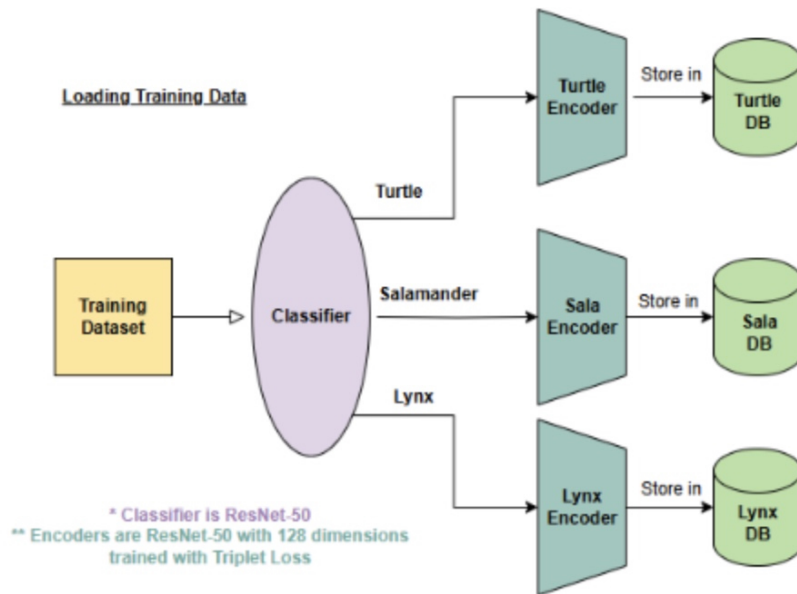 Loading Training Data
Turtle
Encoder
Store in
Turtle
DB
Turtle
Training
Dataset
Classifier
Salamander
Sala
Encoder
Store in
Sala
DB
Lynx
Lynx
Encoder
Store in
Lynx
DB
* Classifier is ResNet-50
** Encoders are ResNet-50 with 128 dimensions
trained with Triplet Loss